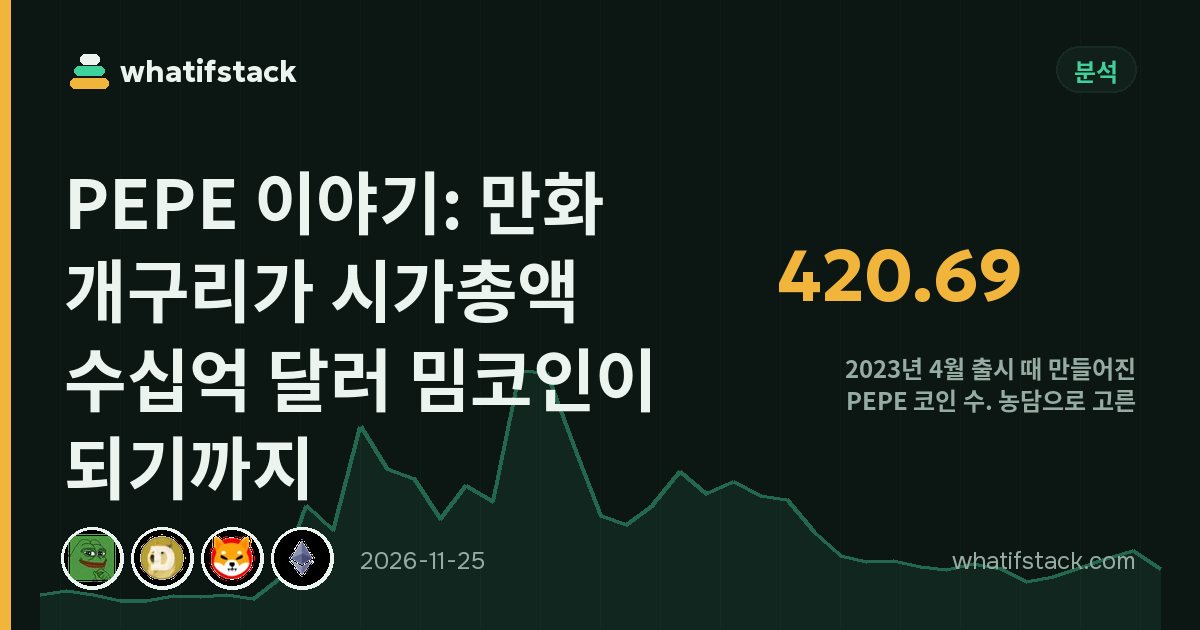 whatifstack
분석
PEPE 이야기: 만화
개구리가 시가총액
수십억 달러 밈코인이
되기까지
420.69
2023년 4월 출시 때 만들어진
PEPE 코인 수. 농담으로 고른
2026-11-25
whatifstack.com